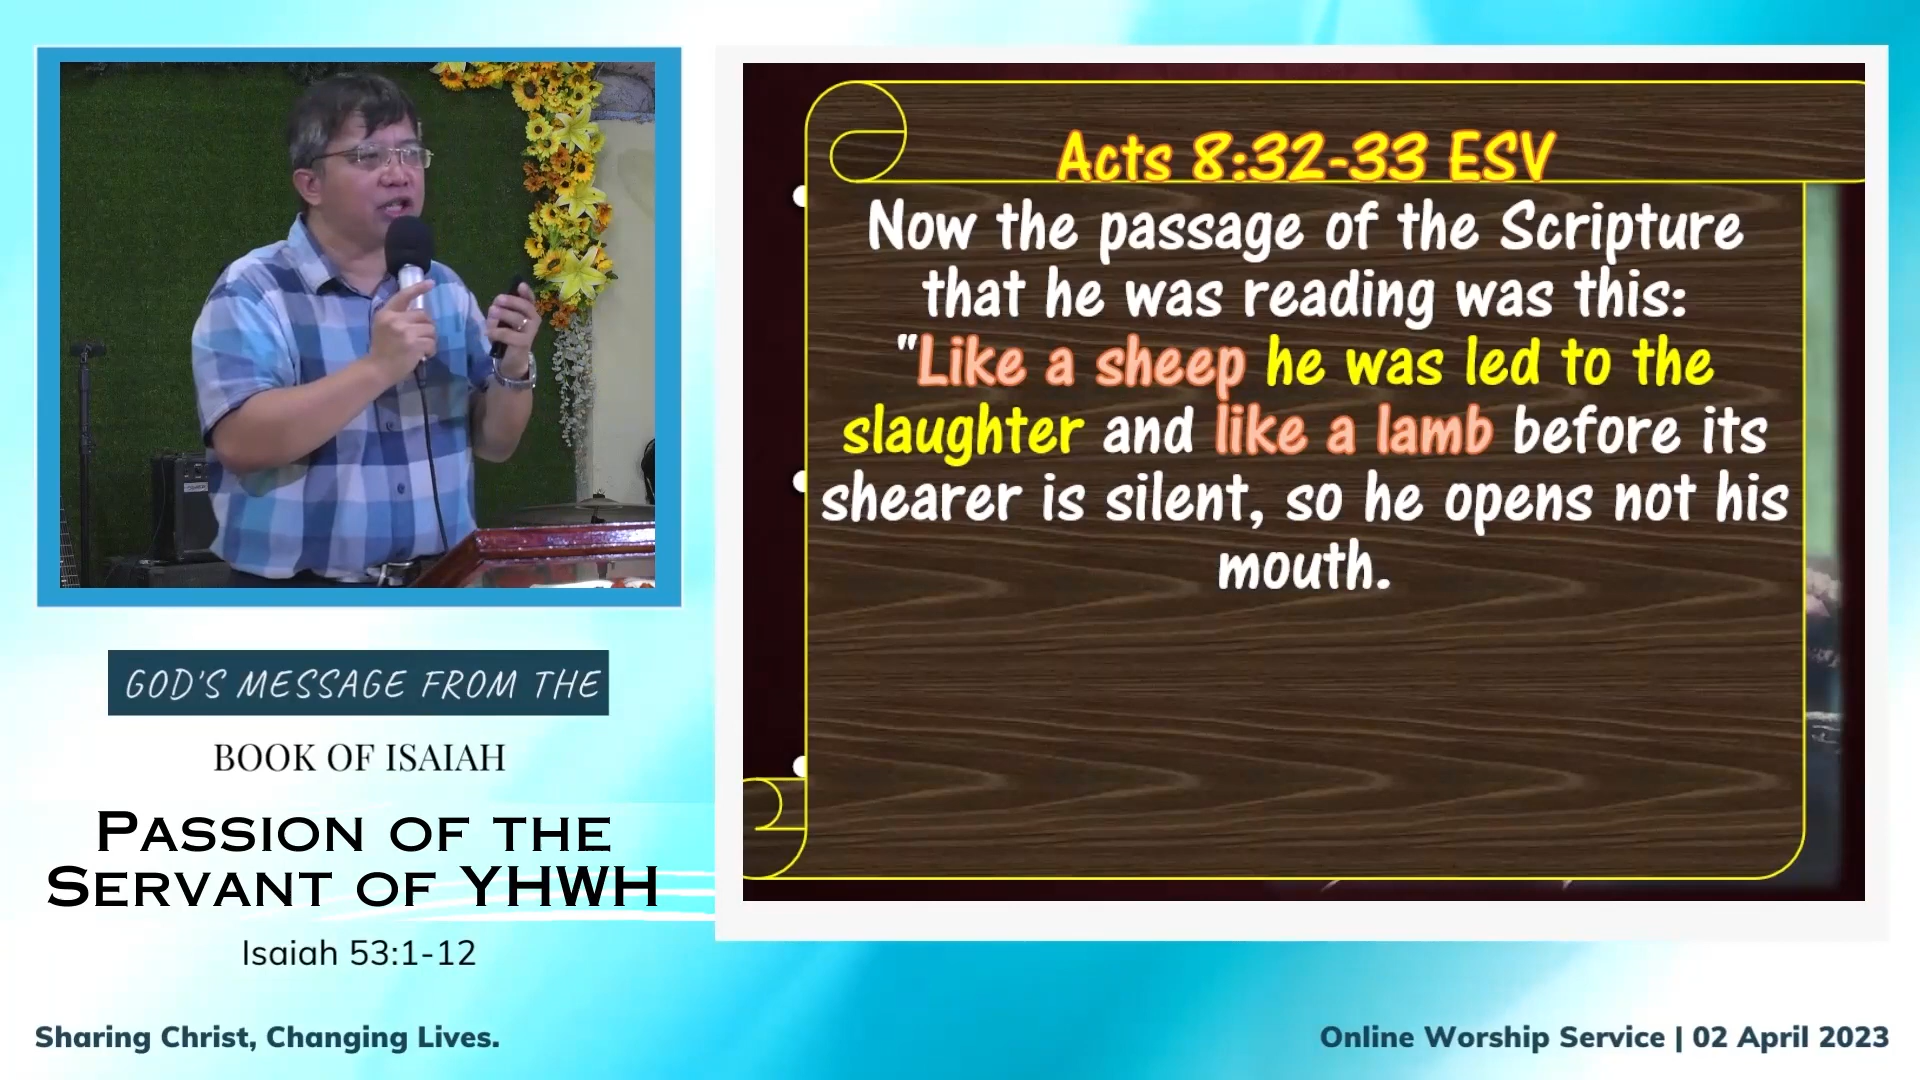 Acts 8:32-33 ESV
Now the passage of the Scripture
that he was reading was this:
"Like a sheep he was led to the
slaughter and like a lamb before its
shearer is silent, so he opens not his
mouth.
GOD'S MESSAGE FROM THE
BOOK OF ISAIAH
PASSION OF THE
SERVANT OF YHWH
Isaiah 53:1-12
Sharing Christ, Changing Lives.
Online Worship Service | 02 April 2023